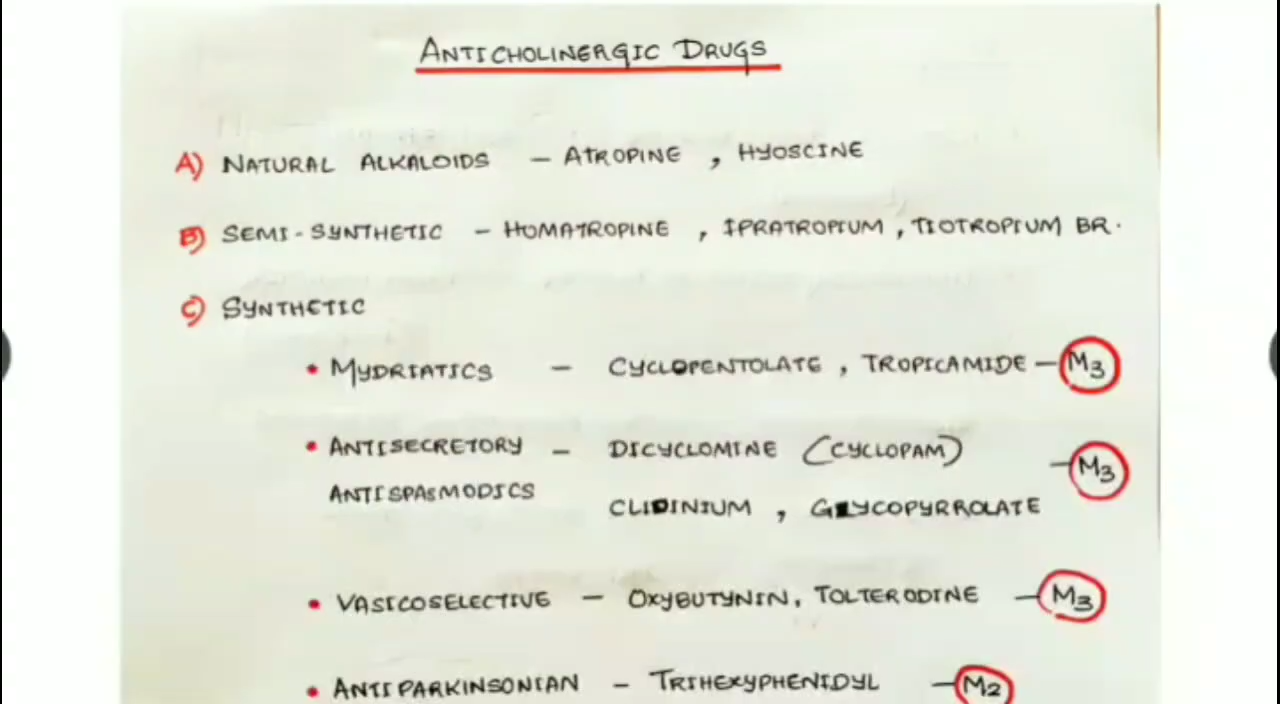 ANTICHOLINERGIC DRUGS
A) NATURAL ALKALOIDS - ATROPINE , HYOSCINE
B) SEMI-SYNTHETIC - HOMATROPINE , IPRATROPIUM , TIOTROPIUM BR.
C) SYNTHETIC
• MYDRIATICS - CYCLOPENTOLATE , TROPICAMIDE - M3
• ANTISECRETORY - DICYCLOMINE (CYCLOPAM) - M3
ANTISPASMODICS CLIDINIUM , GLYCOPYRROLATE
• VASICOSELECTIVE - OXYBUTYNIN, TOLTERODINE - M3
• ANTIPARKINSONIAN - TRIHEXYPHENIDYL - M2